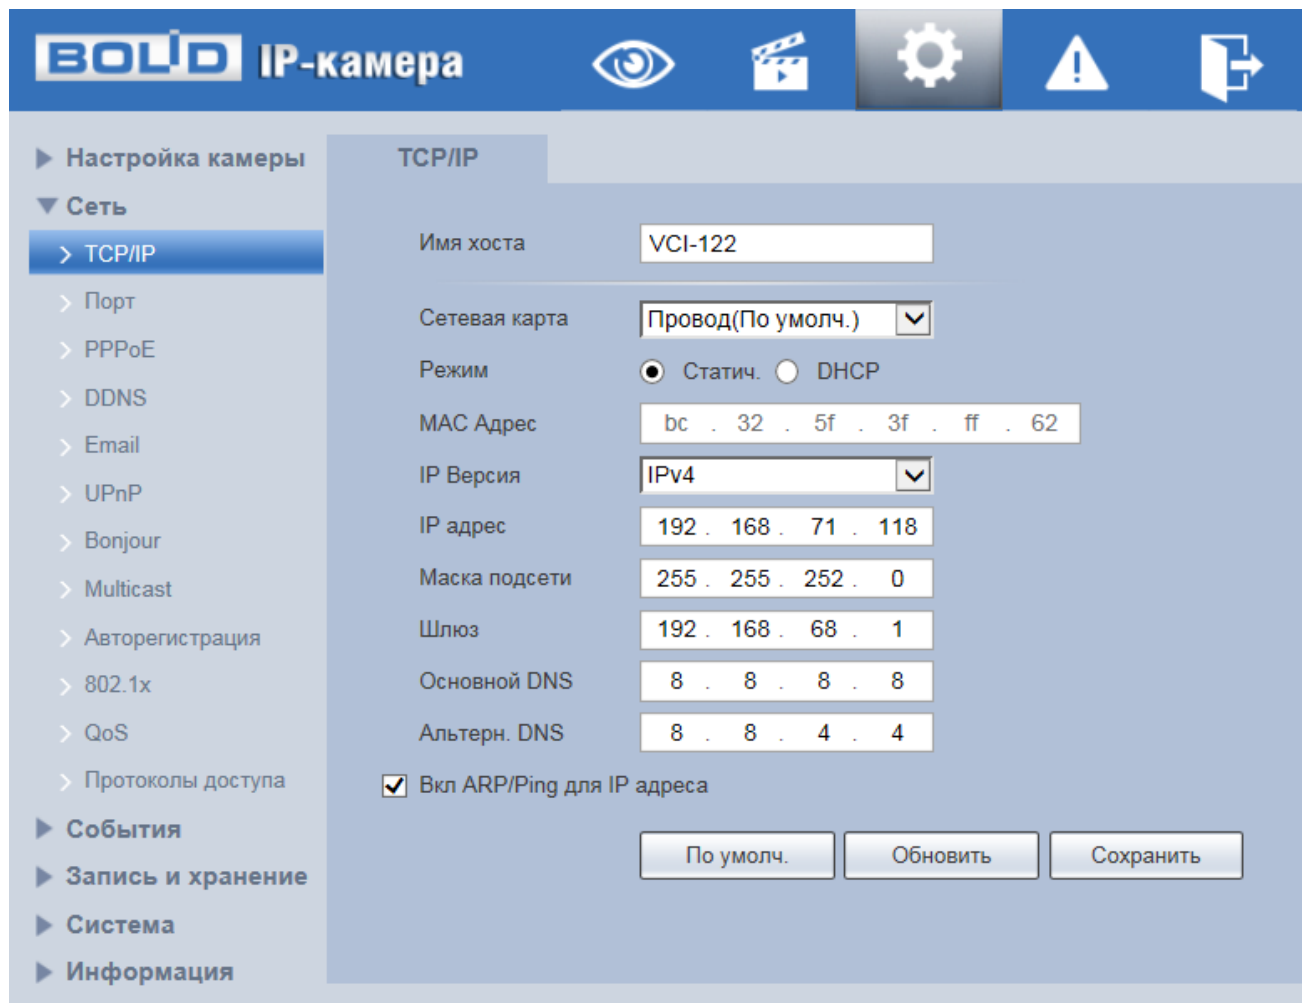 BOLID IP-камера
Настройка камеры
Сеть
TCP/IP
Порт
PPPoE
DDNS
Email
UPnP
Bonjour
Multicast
Авторегистрация
802.1x
QoS
Протоколы доступа
События
Запись и хранение
Система
Информация
TCP/IP
Имя хоста VCI-122
Сетевая карта Провод(По умолч.)
Режим Статич. DHCP
MAC Адрес bc . 32 . 5f . 3f . ff . 62
IP Версия IPv4
IP адрес 192 . 168 . 71 . 118
Маска подсети 255 . 255 . 252 . 0
Шлюз 192 . 168 . 68 . 1
Основной DNS 8 . 8 . 8 . 8
Альтерн. DNS 8 . 8 . 4 . 4
Вкл ARP/Ping для IP адреса
По умолч. Обновить Сохранить